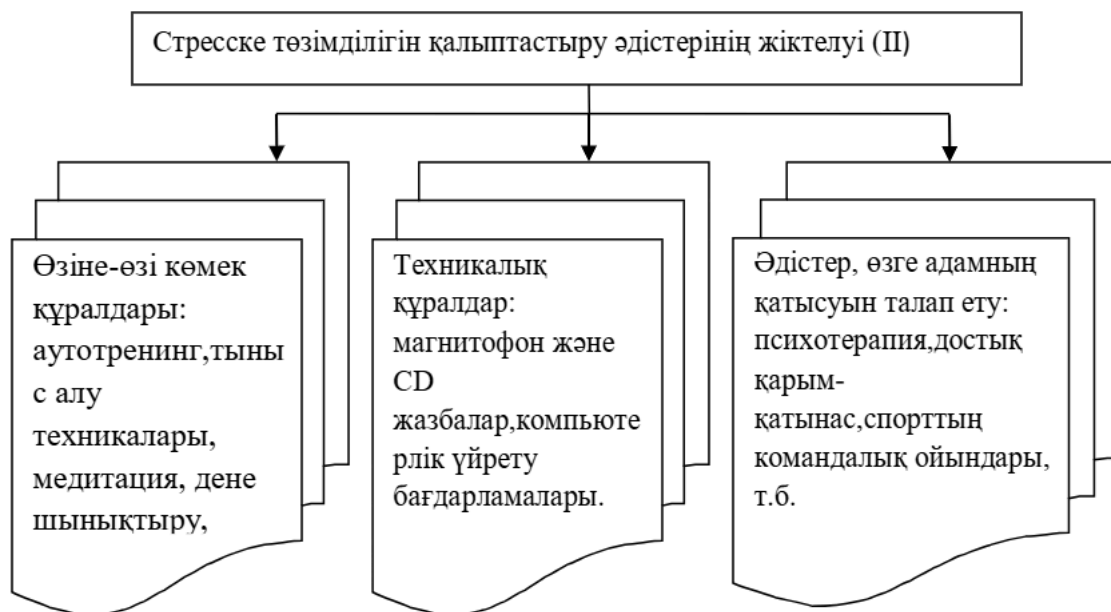 Стресске төзімділігін қалыптастыру әдістерінің жіктелуі (ІІ)
Өзіне-өзі көмек
құралдары:
аутотренинг,тыны
с алу
техникалары,
медитация, дене
шынықтыру,
Техникалық
құралдар:
магнитофон және
CD
жазбалар,компьюте
рлік үйрету
бағдарламалары.
Әдістер, өзге адамның
қатысуын талап ету:
психотерапия,достық
қарым-
қатынас,спорттың
командалық ойындары,
т.б.